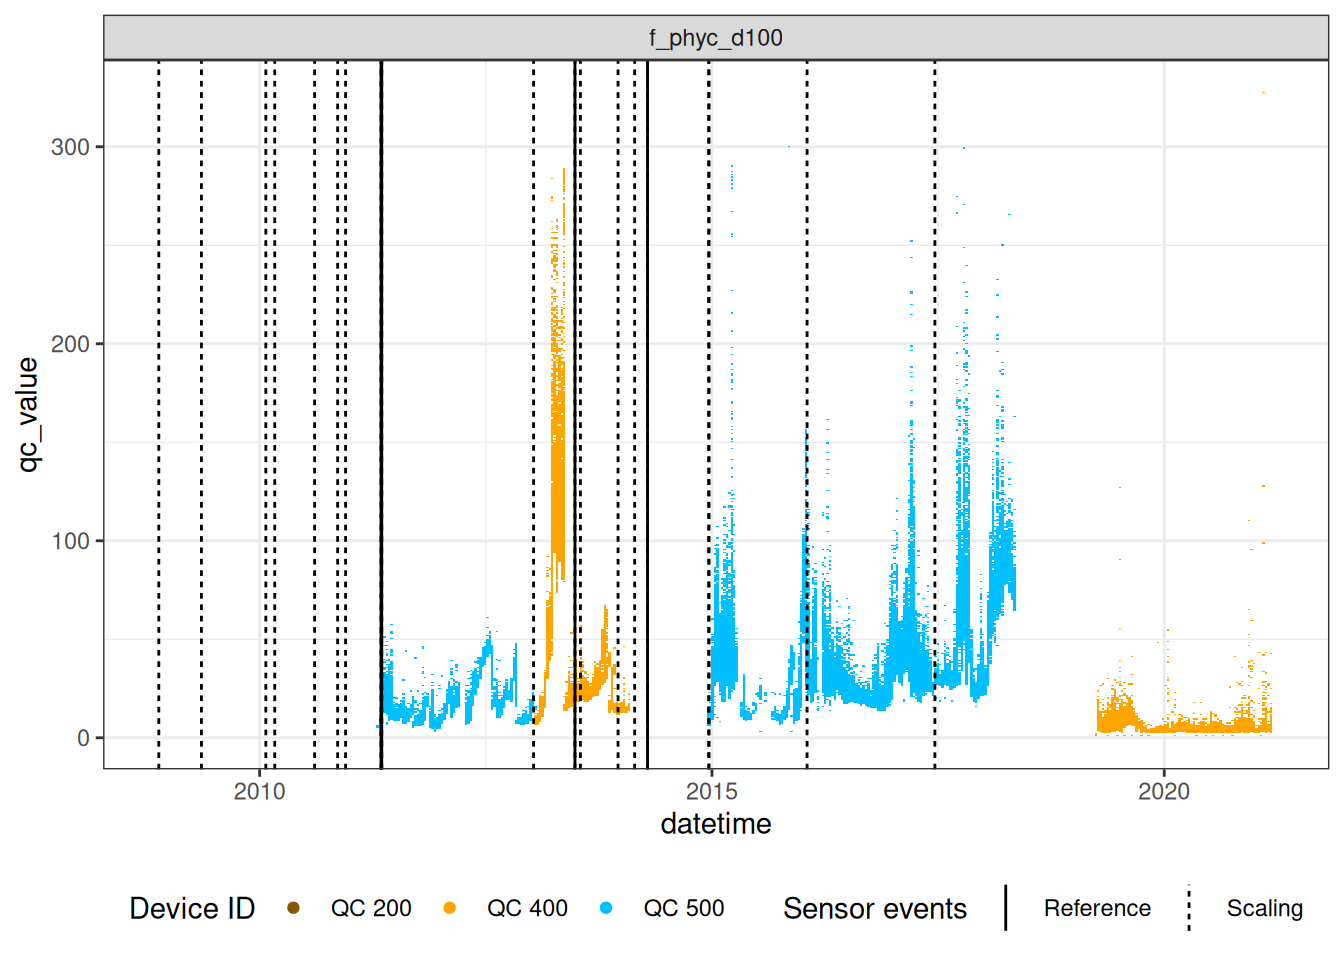 f_phyc_d100
300
200
100
0
qc_value
2010 2015 2020
datetime
Device ID QC 200 QC 400 QC 500 Sensor events Reference Scaling